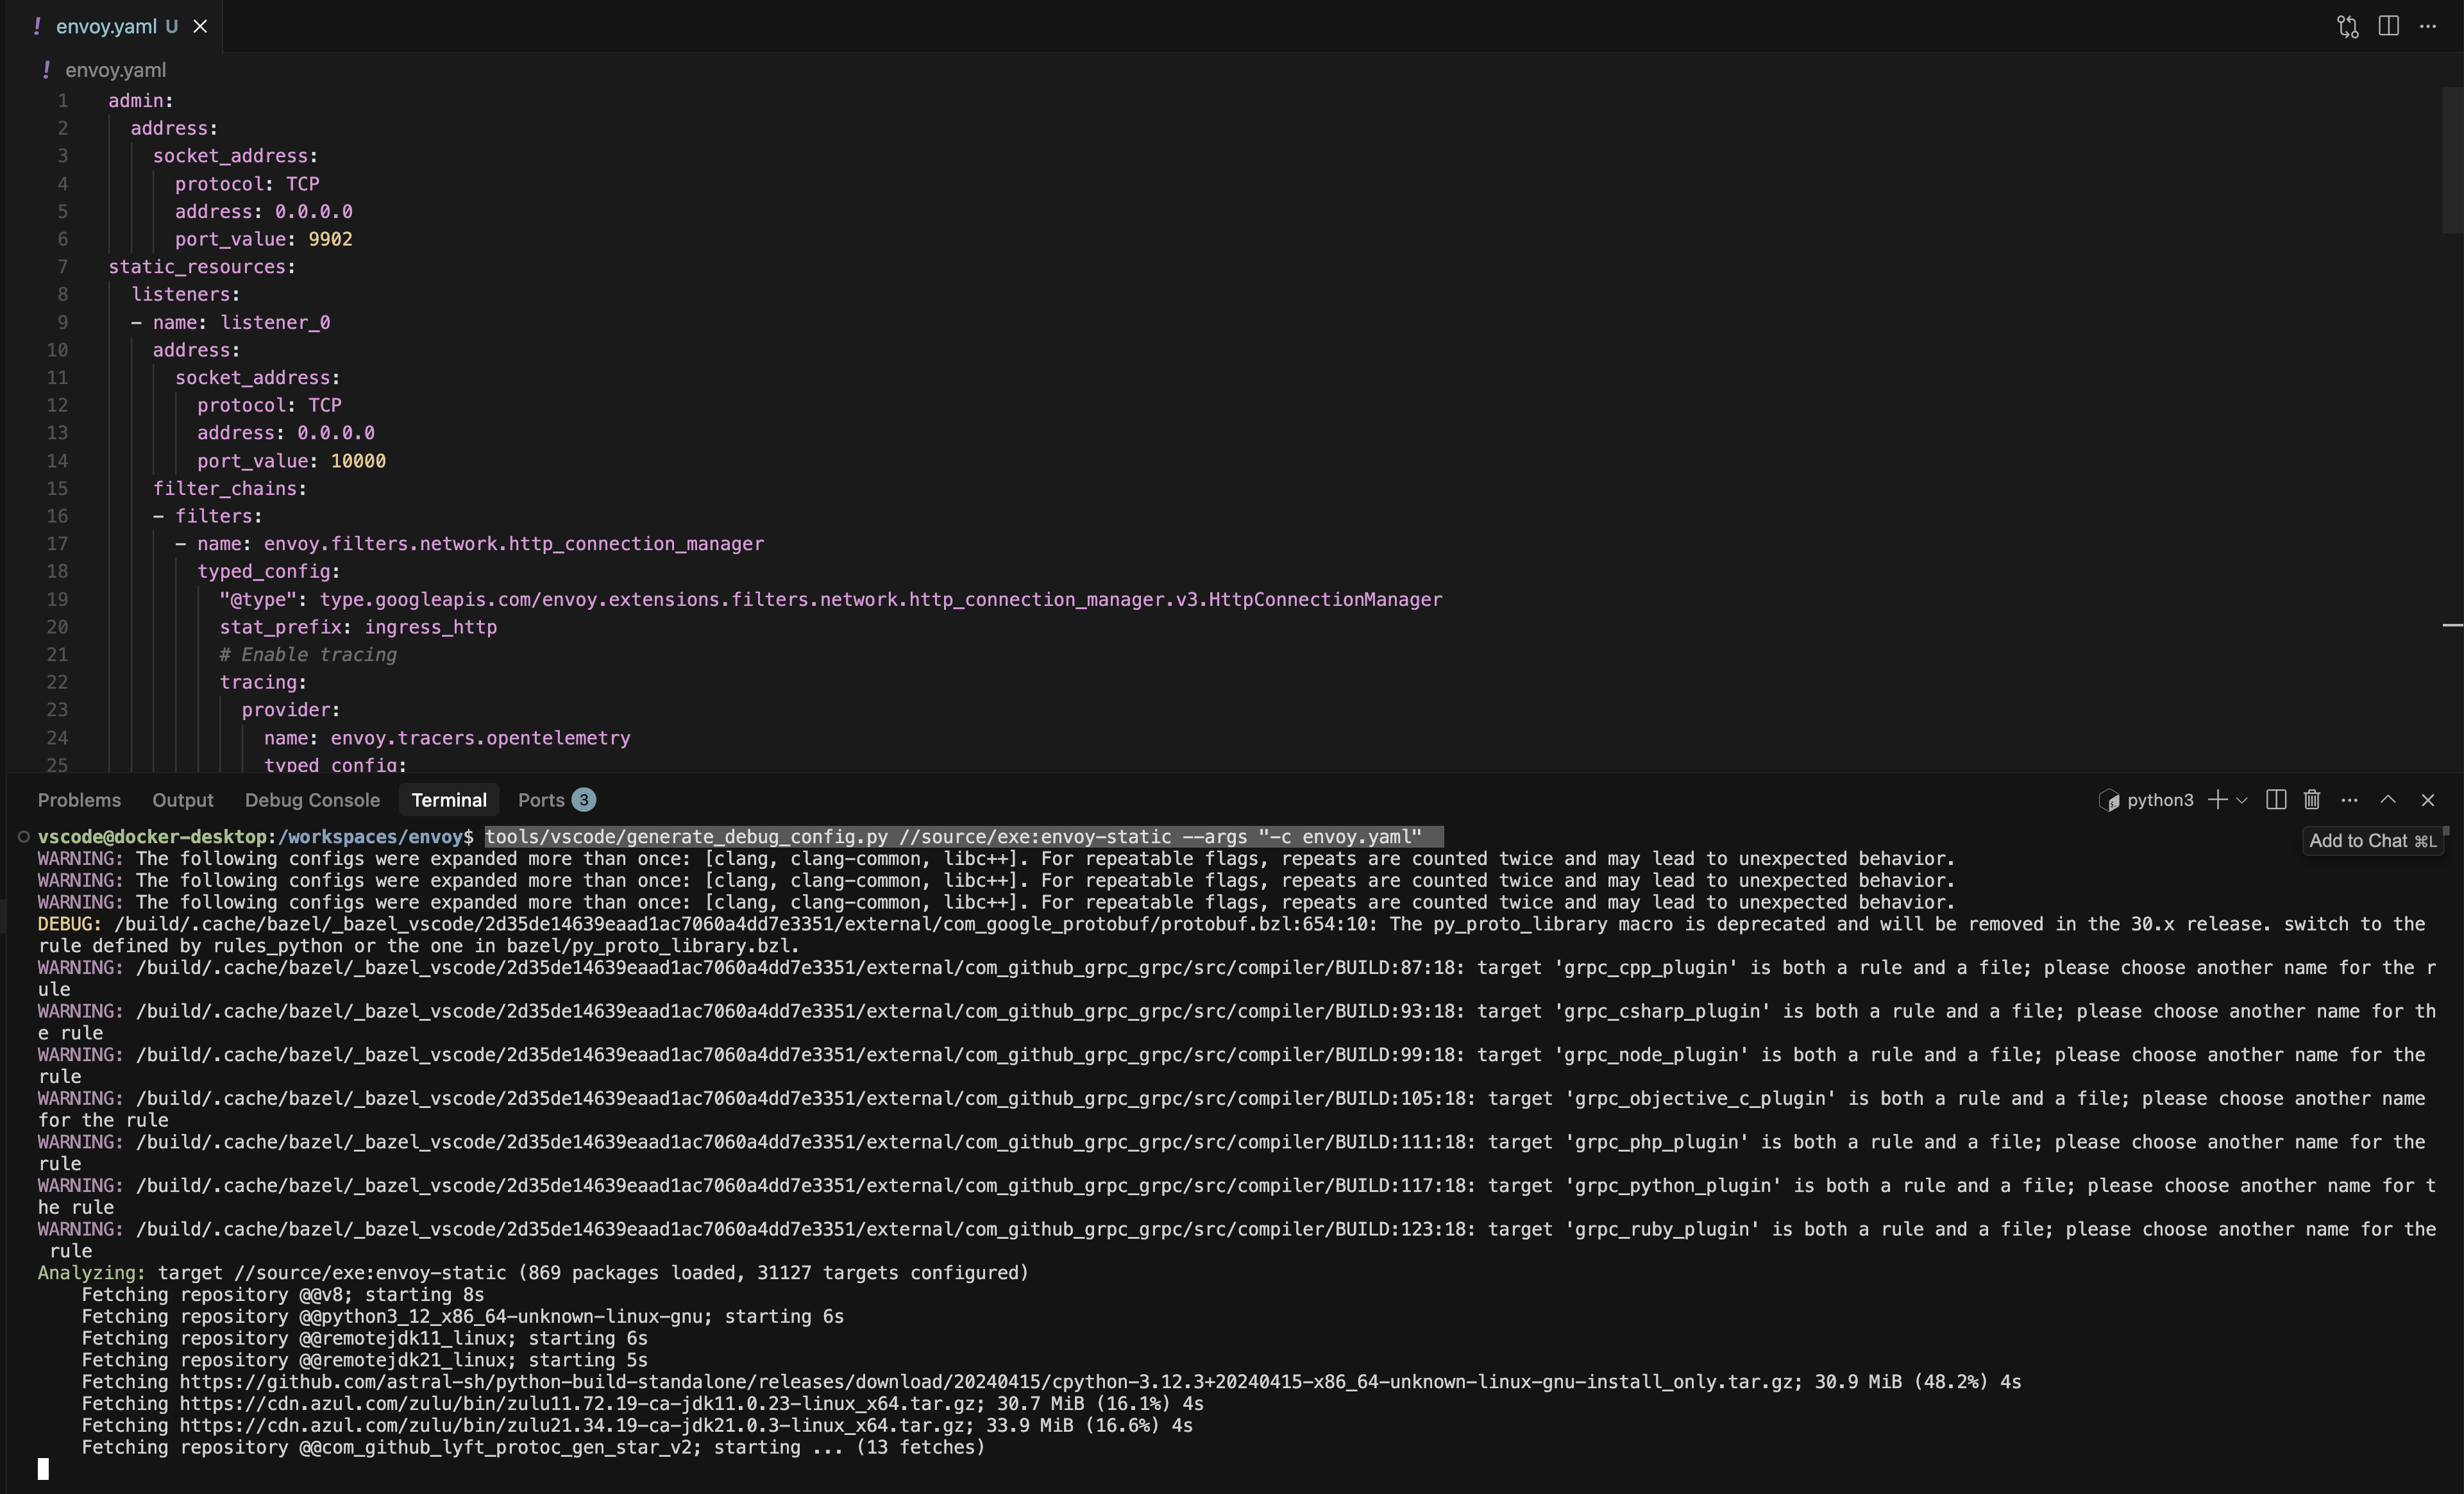 ! envoy.yaml U
! envoy.yaml
1 admin:
2 address:
3 socket_address:
4 protocol: TCP
5 address: 0.0.0.0
6 port_value: 9902
7 static_resources:
8 listeners:
9 - name: listener_0
10 address:
11 socket_address:
12 protocol: TCP
13 address: 0.0.0.0
14 port_value: 10000
15 filter_chains:
16 - filters:
17 - name: envoy.filters.network.http_connection_manager
18 typed_config:
19 "@type": type.googleapis.com/envoy.extensions.filters.network.http_connection_manager.v3.HttpConnectionManager
20 stat_prefix: ingress_http
21 # Enable tracing
22 tracing:
23 provider:
24 name: envoy.tracers.opentelemetry
25 typed_config:
Problems Output Debug Console Terminal Ports 3 python3
vscode@docker-desktop:/workspaces/envoy$ tools/vscode/generate_debug_config.py //source/exe:envoy-static --args "-c envoy.yaml"
Add to Chat ⌘L
WARNING: The following configs were expanded more than once: [clang, clang-common, libc++]. For repeatable flags, repeats are counted twice and may lead to unexpected behavior.
WARNING: The following configs were expanded more than once: [clang, clang-common, libc++]. For repeatable flags, repeats are counted twice and may lead to unexpected behavior.
WARNING: The following configs were expanded more than once: [clang, clang-common, libc++]. For repeatable flags, repeats are counted twice and may lead to unexpected behavior.
DEBUG: /build/.cache/bazel/_bazel_vscode/2d35de14639eaad1ac7060a4dd7e3351/external/com_google_protobuf/protobuf.bzl:654:10: The py_proto_library macro is deprecated and will be removed in the 30.x release. switch to the
rule defined by rules_python or the one in bazel/py_proto_library.bzl.
WARNING: /build/.cache/bazel/_bazel_vscode/2d35de14639eaad1ac7060a4dd7e3351/external/com_github_grpc_grpc/src/compiler/BUILD:87:18: target 'grpc_cpp_plugin' is both a rule and a file; please choose another name for the r
ule
WARNING: /build/.cache/bazel/_bazel_vscode/2d35de14639eaad1ac7060a4dd7e3351/external/com_github_grpc_grpc/src/compiler/BUILD:93:18: target 'grpc_csharp_plugin' is both a rule and a file; please choose another name for th
e rule
WARNING: /build/.cache/bazel/_bazel_vscode/2d35de14639eaad1ac7060a4dd7e3351/external/com_github_grpc_grpc/src/compiler/BUILD:99:18: target 'grpc_node_plugin' is both a rule and a file; please choose another name for the
rule
WARNING: /build/.cache/bazel/_bazel_vscode/2d35de14639eaad1ac7060a4dd7e3351/external/com_github_grpc_grpc/src/compiler/BUILD:105:18: target 'grpc_objective_c_plugin' is both a rule and a file; please choose another name
for the rule
WARNING: /build/.cache/bazel/_bazel_vscode/2d35de14639eaad1ac7060a4dd7e3351/external/com_github_grpc_grpc/src/compiler/BUILD:111:18: target 'grpc_php_plugin' is both a rule and a file; please choose another name for the
rule
WARNING: /build/.cache/bazel/_bazel_vscode/2d35de14639eaad1ac7060a4dd7e3351/external/com_github_grpc_grpc/src/compiler/BUILD:117:18: target 'grpc_python_plugin' is both a rule and a file; please choose another name for t
he rule
WARNING: /build/.cache/bazel/_bazel_vscode/2d35de14639eaad1ac7060a4dd7e3351/external/com_github_grpc_grpc/src/compiler/BUILD:123:18: target 'grpc_ruby_plugin' is both a rule and a file; please choose another name for the
rule
Analyzing: target //source/exe:envoy-static (869 packages loaded, 31127 targets configured)
Fetching repository @@v8; starting 8s
Fetching repository @@python3_12_x86_64-unknown-linux-gnu; starting 6s
Fetching repository @@remotejdk11_linux; starting 6s
Fetching repository @@remotejdk21_linux; starting 5s
Fetching https://github.com/astral-sh/python-build-standalone/releases/download/20240415/cpython-3.12.3+20240415-x86_64-unknown-linux-gnu-install_only.tar.gz; 30.9 MiB (48.2%) 4s
Fetching https://cdn.azul.com/zulu/bin/zulu11.72.19-ca-jdk11.0.23-linux_x64.tar.gz; 30.7 MiB (16.1%) 4s
Fetching https://cdn.azul.com/zulu/bin/zulu21.34.19-ca-jdk21.0.3-linux_x64.tar.gz; 33.9 MiB (16.6%) 4s
Fetching repository @@com_github_lyft_protoc_gen_star_v2; starting ... (13 fetches)